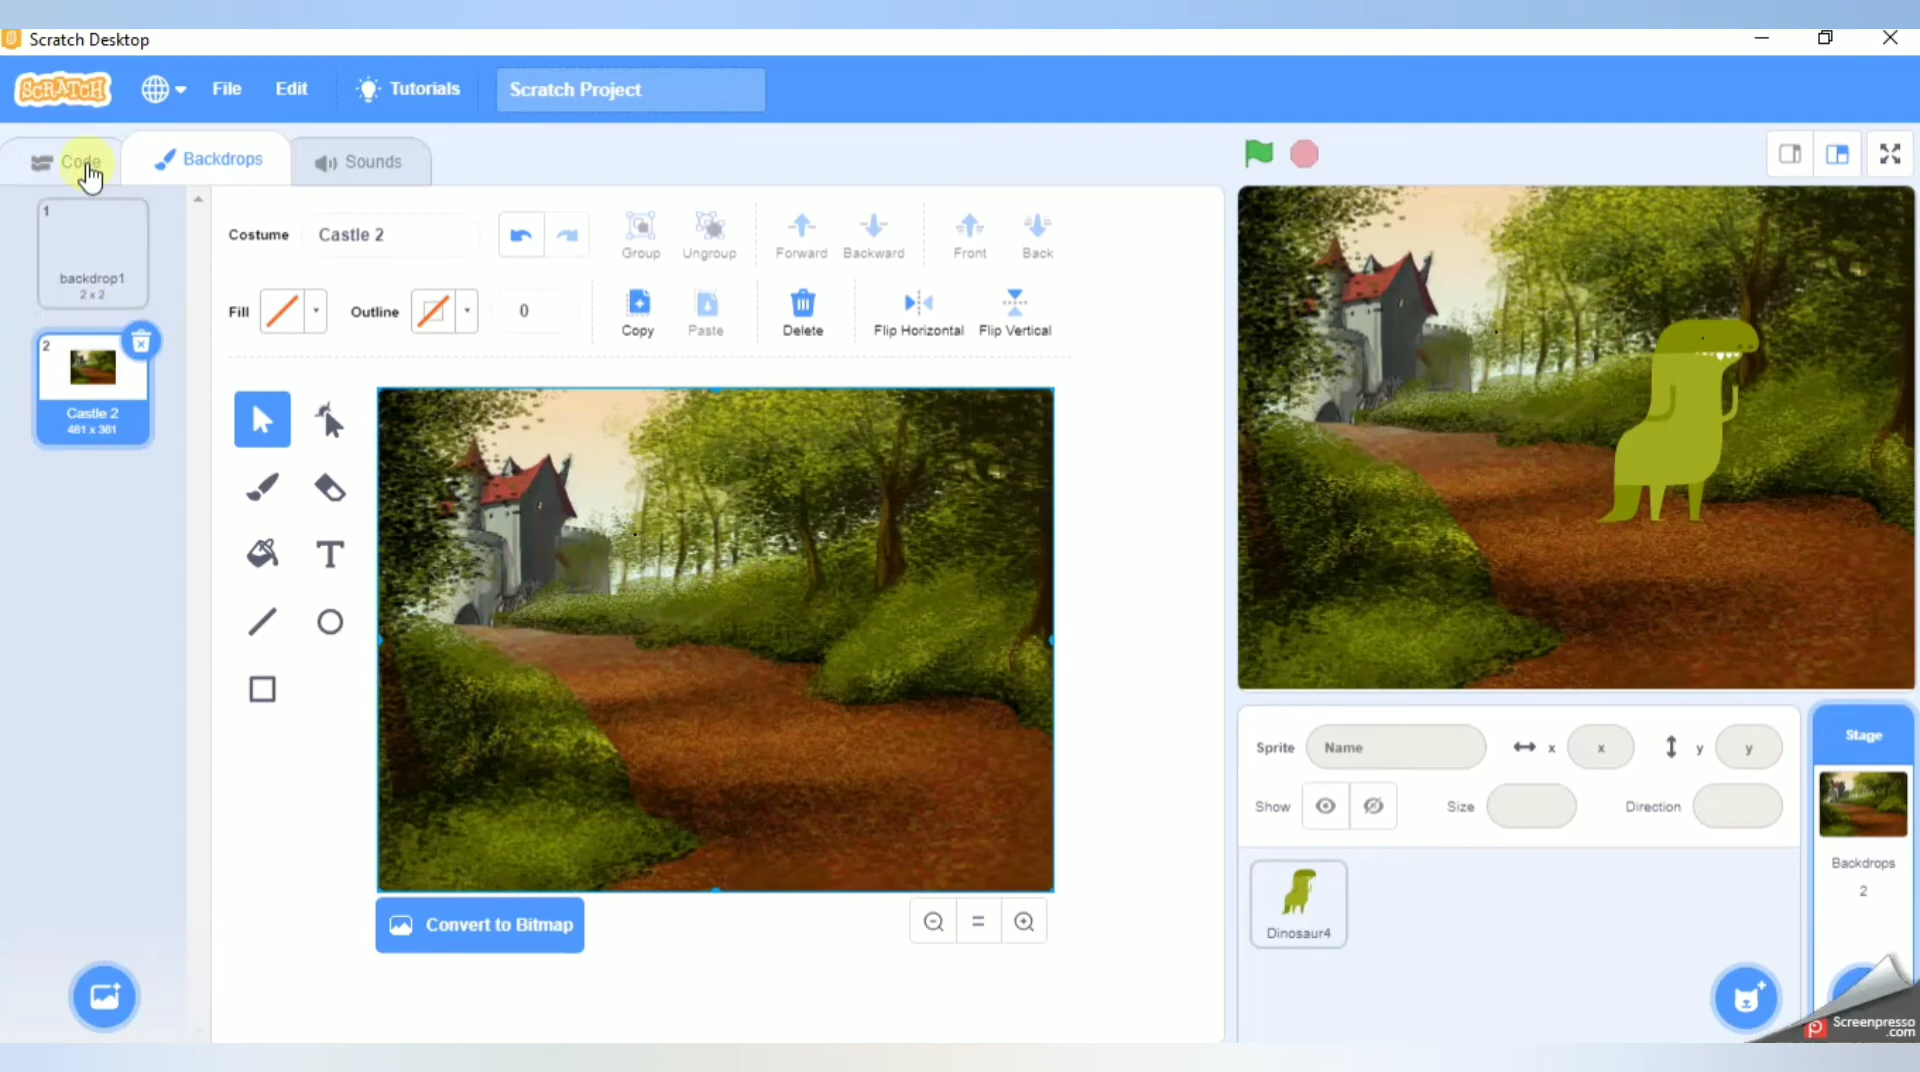 Scratch Desktop
SCRATCH
File
Edit
Tutorials
Scratch Project
Code
Backdrops
Sounds
1
backdrop1
2 x 2
2
Castle 2
481 x 361
Costume
Castle 2
Group
Ungroup
Forward
Backward
Front
Back
Fill
Outline
0
Copy
Paste
Delete
Flip Horizontal
Flip Vertical
T
Convert to Bitmap
Sprite
Name
x
x
y
y
Show
Size
Direction
Dinosaur4
Stage
Backdrops
2
Screenpresso
.com